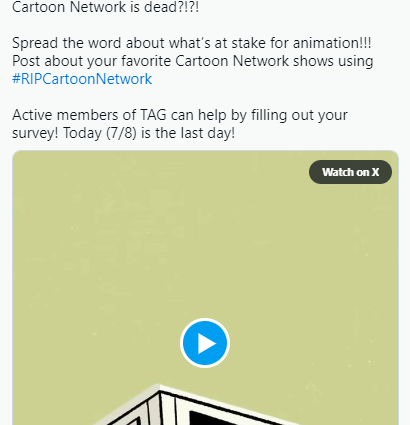 Cartoon Network is dead?!?!
Spread the word about what's at stake for animation!!!
Post about your favorite Cartoon Network shows using
#RIPCartoonNetwork
Active members of TAG can help by filling out your
survey! Today (7/8) is the last day!
Watch on X